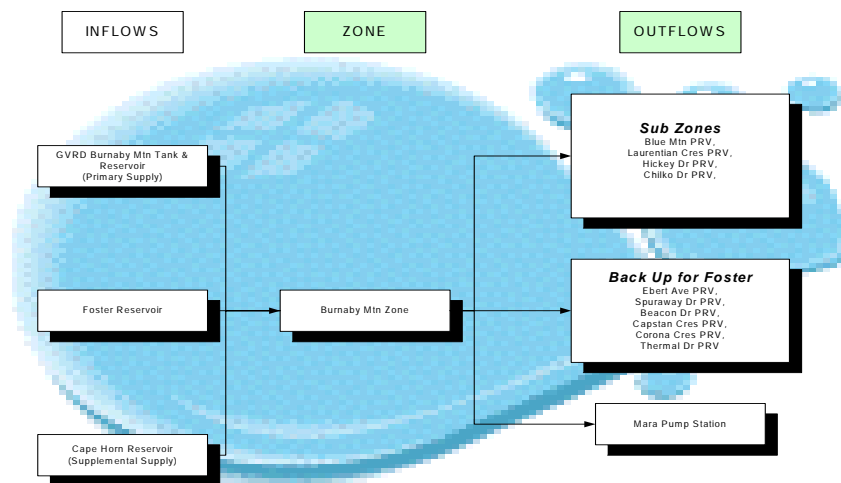 INFLOWS
ZONE
OUTFLOWS
GVRD Burnaby Mtn Tank &
Reservoir
(Primary Supply)
Foster Reservoir
Cape Horn Reservoir
(Supplemental Supply)
Burnaby Mtn Zone
Sub Zones
Blue Mtn PRV,
Laurentian Cres PRV,
Hickey Dr PRV,
Chilko Dr PRV,
Back Up for Foster
Ebert Ave PRV,
Spuraway Dr PRV,
Beacon Dr PRV,
Capstan Cres PRV,
Corona Cres PRV,
Thermal Dr PRV
Mara Pump Station